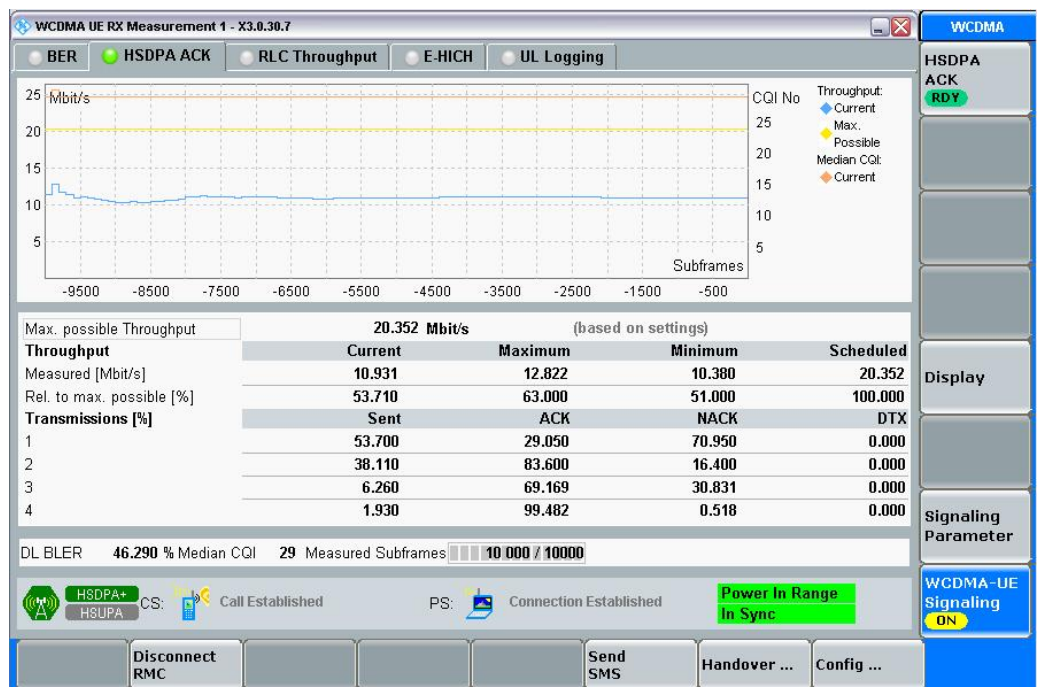 WCDMA UE RX Measurement 1 - X3.0.30.7
WCDMA
BER HSDPA ACK RLC Throughput E-HICH UL Logging
HSDPA
ACK
RDY
25 Mbit/s
20
15
10
5
CQI No
25
20
15
10
5
Throughput:
Current
Max.
Possible
Median CQI:
Current
Subframes
-9500 -8500 -7500 -6500 -5500 -4500 -3500 -2500 -1500 -500
Max. possible Throughput 20.352 Mbit/s (based on settings)
Throughput Current Maximum Minimum Scheduled
Measured [Mbit/s] 10.931 12.822 10.380 20.352
Rel. to max. possible [%] 53.710 63.000 51.000 100.000
Transmissions [%] Sent ACK NACK DTX
1 53.700 29.050 70.950 0.000
2 38.110 83.600 16.400 0.000
3 6.260 69.169 30.831 0.000
4 1.930 99.482 0.518 0.000
DL BLER 46.290 % Median CQI 29 Measured Subframes 10 000 / 10000
HSDPA+
HSUPA
CS: Call Established PS: Connection Established
Power In Range
In Sync
Display
Signaling
Parameter
WCDMA-UE
Signaling
ON
Disconnect
RMC
Send
SMS
Handover ...
Config ...